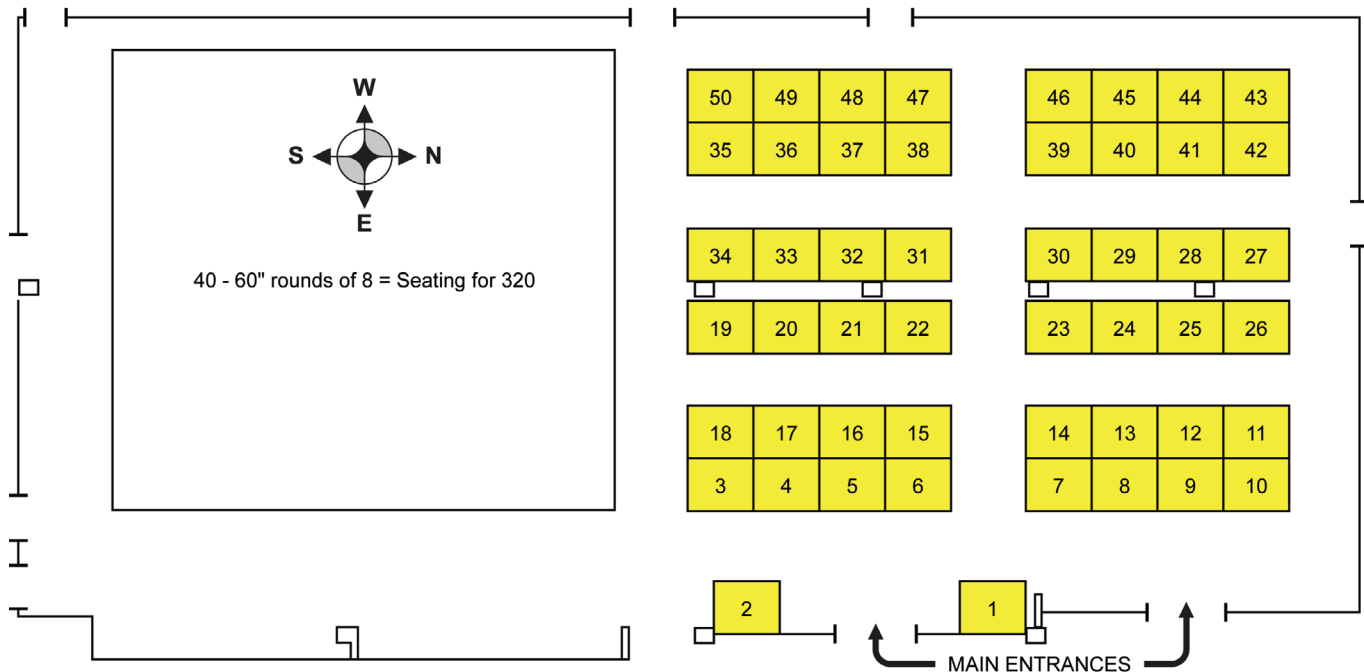 50 49 48 47 46 45 44 43
W
35 36 37 38 39 40 41 42
S N
E
34 33 32 31 30 29 28 27
40 - 60" rounds of 8 = Seating for 320
19 20 21 22 23 24 25 26
18 17 16 15 14 13 12 11
3 4 5 6 7 8 9 10
2 1
MAIN ENTRANCES